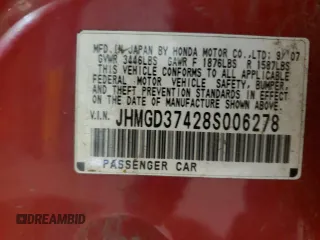 MFD. IN JAPAN BY HONDA MOTOR CO., LTD: 9/07
GVWR 3446LBS GAWR F 1876LBS R 1587LBS
THIS VEHICLE CONFORMS TO ALL APPLICABLE
FEDERAL MOTOR VEHICLE SAFETY, BUMPER,
AND THEFT PREVENTION STANDARDS IN EFFECT
ON THE DATE OF MANUFACTURE SHOWN ABOVE.
V.I.N. JHMGD37428S006278
PASSENGER CAR
DREAMBID